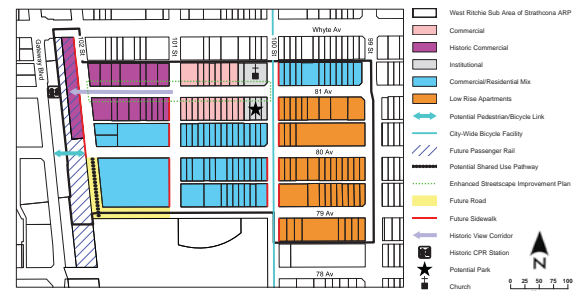 Whyte Av
Gateway Blvd
102 St
101 St
100 St
99 St
81 Av
80 Av
79 Av
78 Av
West Ritchie Sub Area of Strathcona ARP
Commercial
Historic Commercial
Institutional
Commercial/Residential Mix
Low Rise Apartments
Potential Pedestrian/Bicycle Link
City-Wide Bicycle Facility
Future Passenger Rail
Potential Shared Use Pathway
Enhanced Streetscape Improvement Plan
Future Road
Future Sidewalk
Historic View Corridor
Historic CPR Station
Potential Park
Church
N
0 25 50 75 100